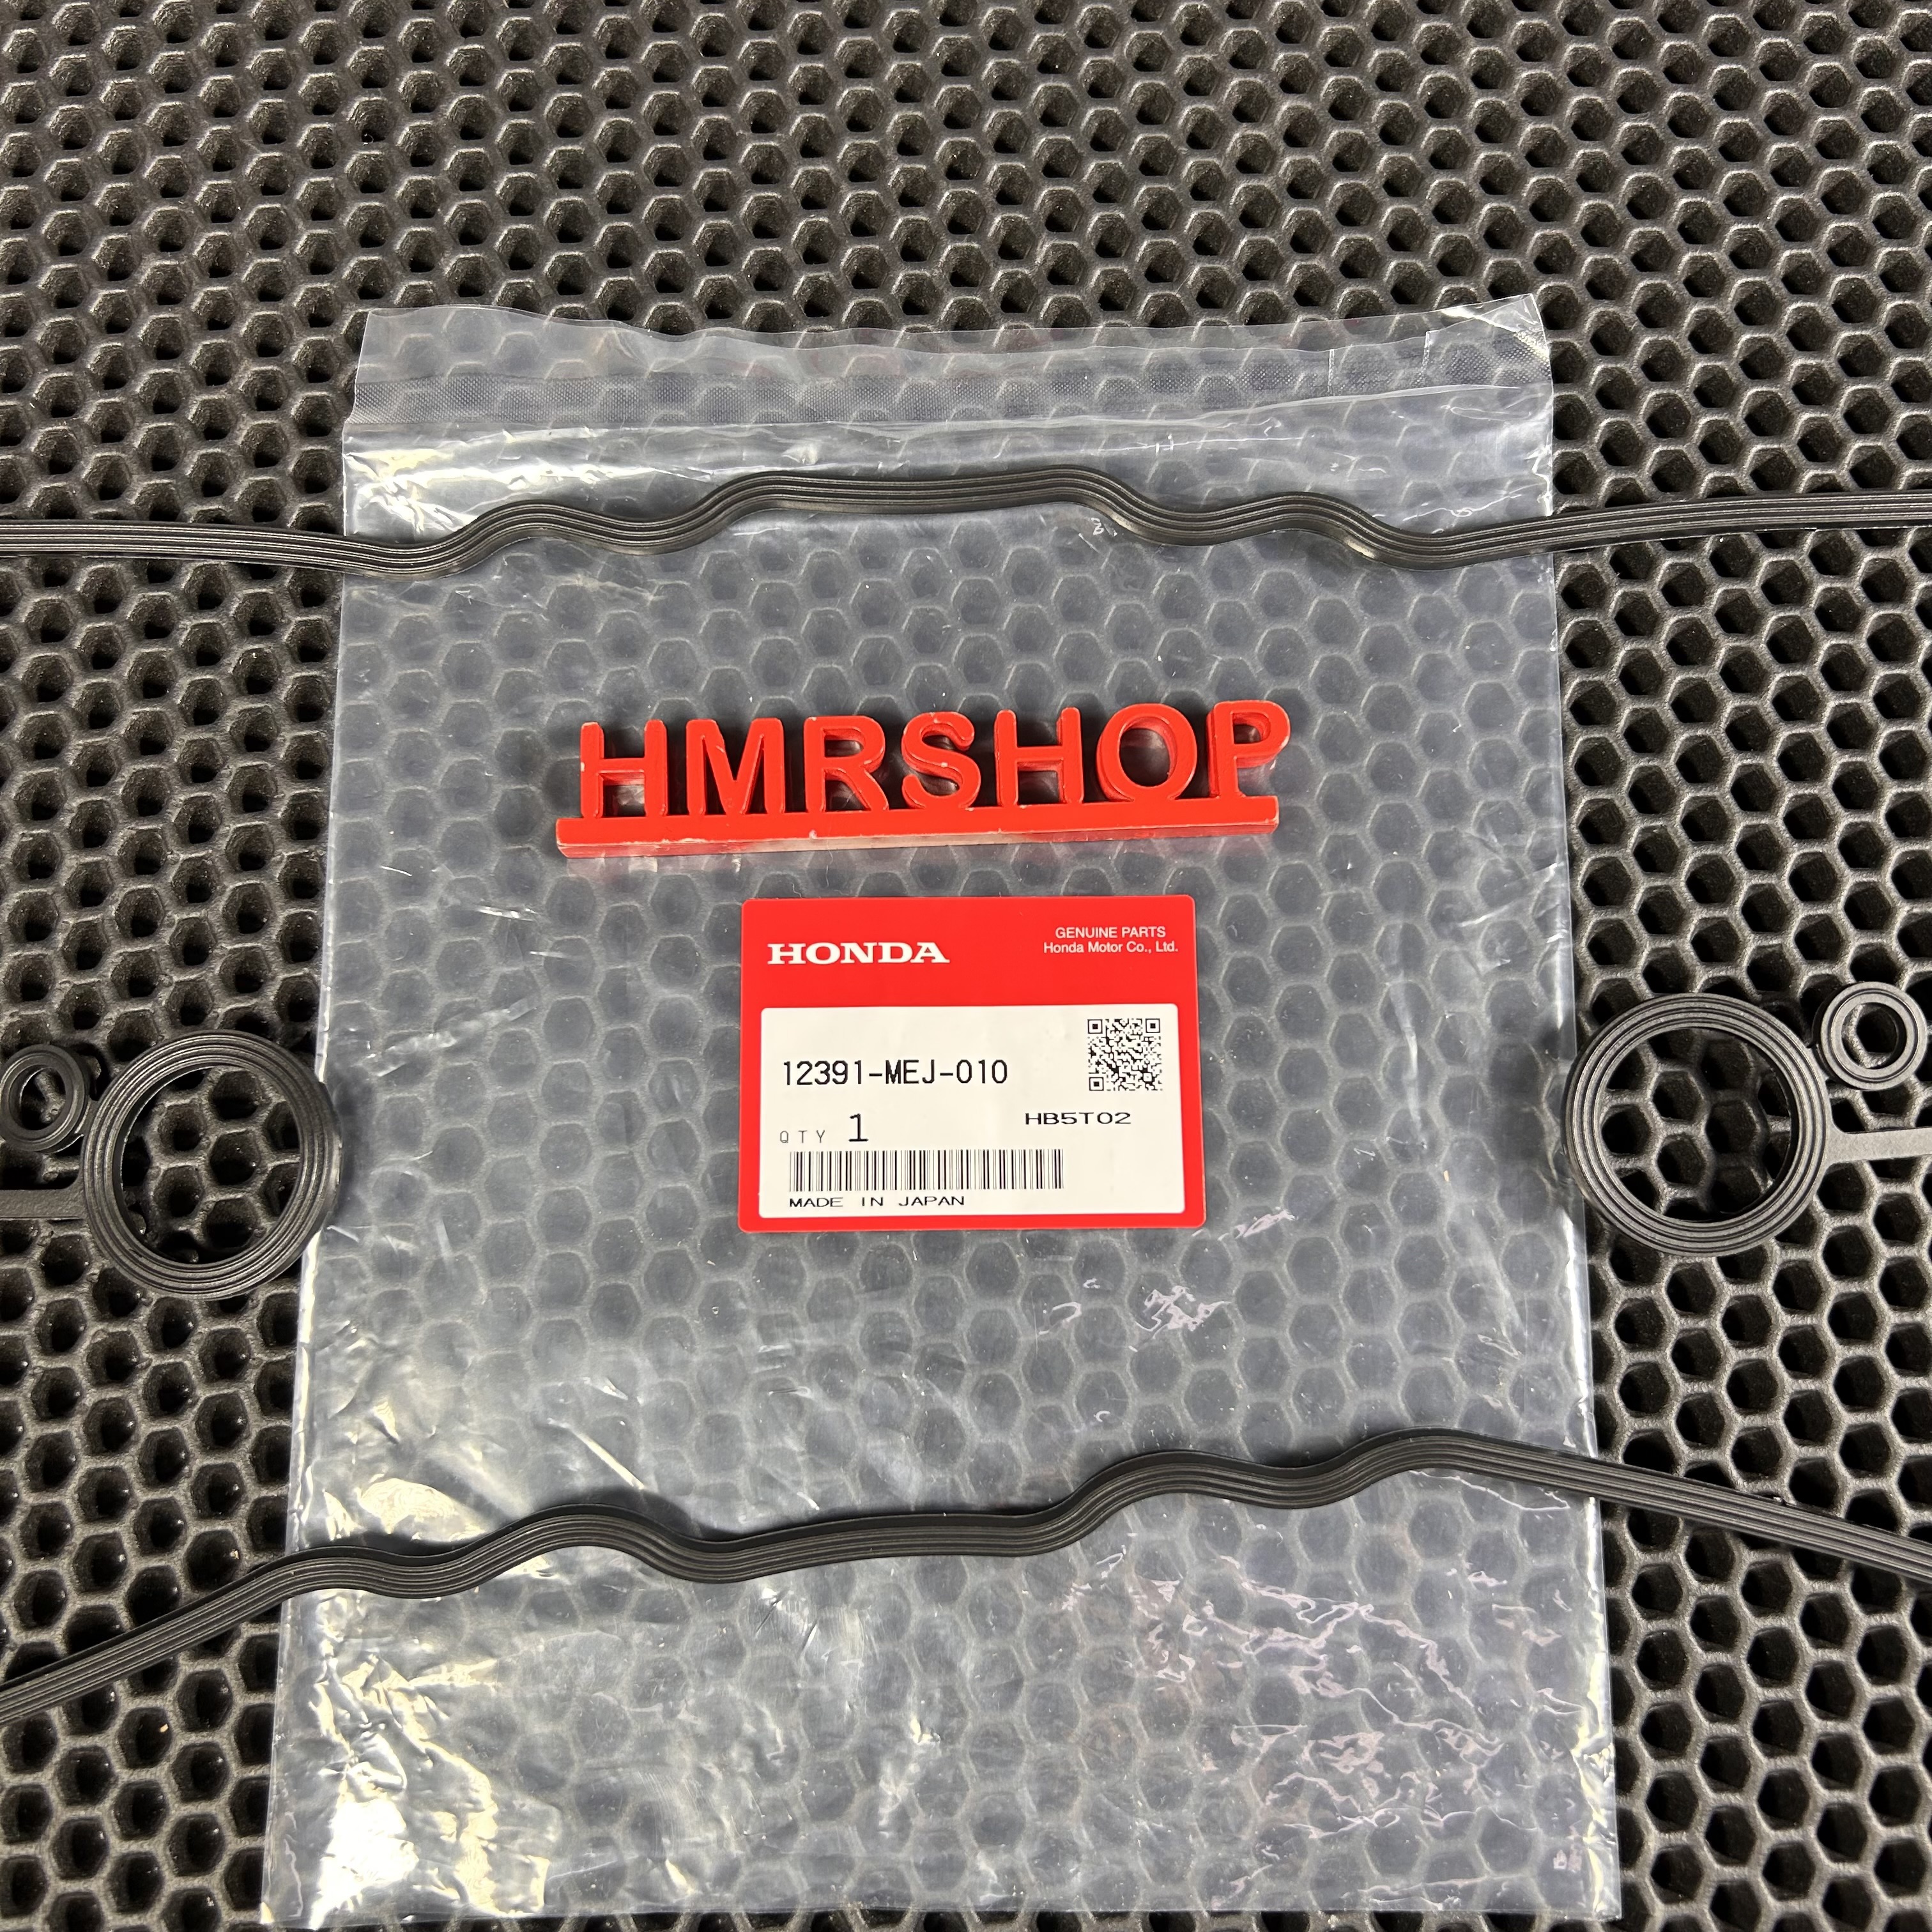 HMRSHOP
HONDA
GENUINE PARTS
Honda Motor Co., Ltd.
12391-MEJ-010
QTY 1
HB5T02
MADE IN JAPAN